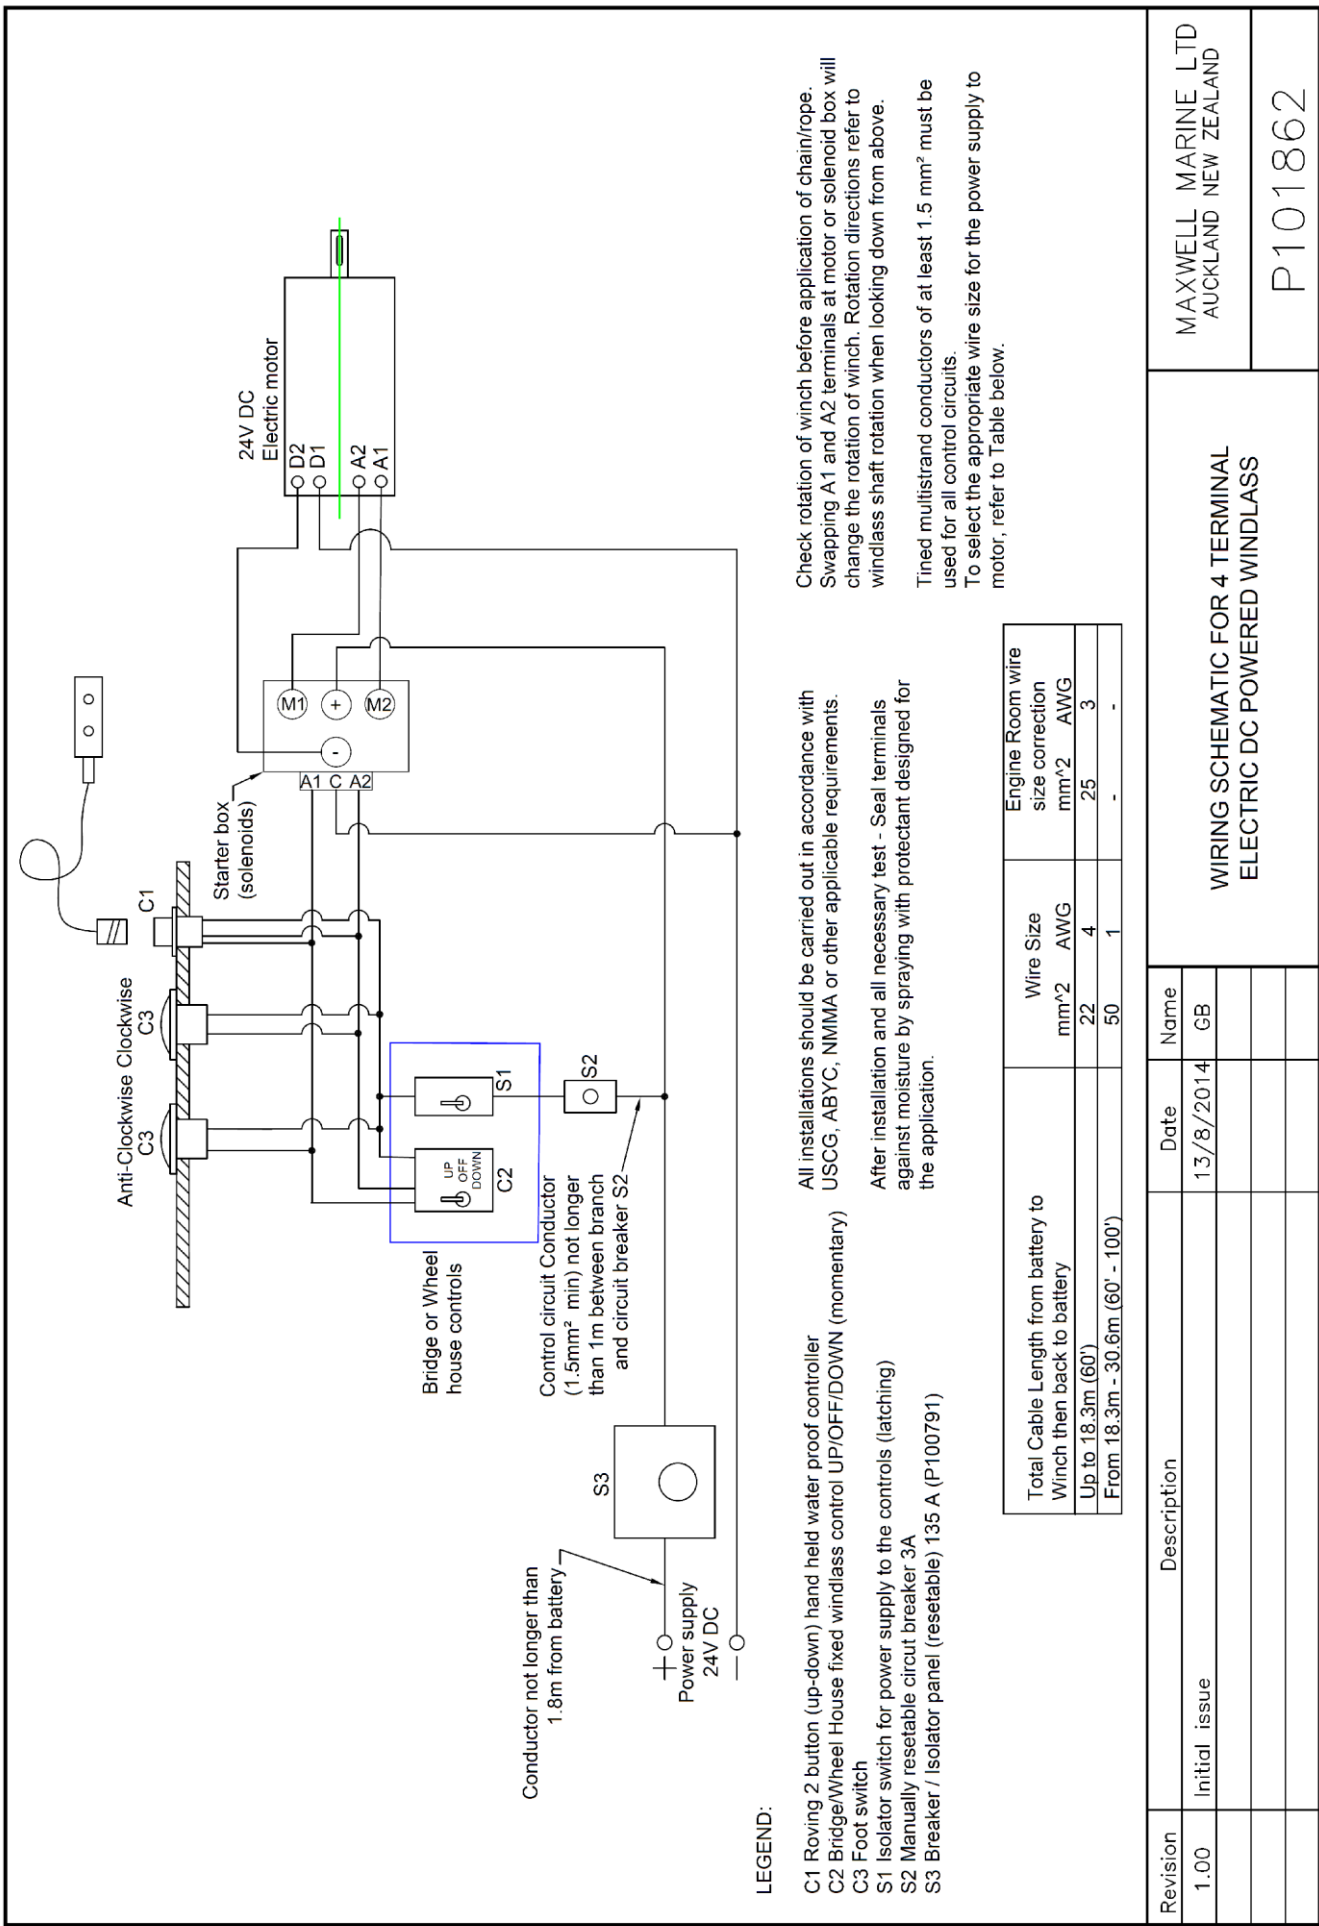 24V DC
Electric motor
D2
D1
A2
A1
M1
+
M2
-
A1 C A2
Starter box
(solenoids)
C1
Anti-Clockwise Clockwise
C3
C3
S1
S2
UP
OFF
DOWN
C2
Bridge or Wheel
house controls
Control circuit Conductor
(1.5mm² min) not longer
than 1m between branch
and circuit breaker S2
S3
Conductor not longer than
1.8m from battery
+
Power supply
24V DC
-
LEGEND:
C1 Roving 2 button (up-down) hand held water proof controller
C2 Bridge/Wheel House fixed windlass control UP/OFF/DOWN (momentary)
C3 Foot switch
S1 Isolator switch for power supply to the controls (latching)
S2 Manually resetable circut breaker 3A
S3 Breaker / Isolator panel (resetable) 135 A (P100791)
All installations should be carried out in accordance with
USCG, ABYC, NMMA or other applicable requirements.
After installation and all necessary test - Seal terminals
against moisture by spraying with protectant designed for
the application.
Check rotation of winch before application of chain/rope.
Swapping A1 and A2 terminals at motor or solenoid box will
change the rotation of winch. Rotation directions refer to
windlass shaft rotation when looking down from above.
Tined multistrand conductors of at least 1.5 mm² must be
used for all control circuits.
To select the appropriate wire size for the power supply to
motor, refer to Table below.
Total Cable Length from battery to
Winch then back to battery
Wire Size
mm^2 AWG
Engine Room wire
size correction
mm^2 AWG
Up to 18.3m (60') 22 4 25 3
From 18.3m - 30.6m (60' - 100') 50 1 - -
Revision Description Date Name
1.00 Initial issue 13/8/2014 GB
WIRING SCHEMATIC FOR 4 TERMINAL
ELECTRIC DC POWERED WINDLASS
MAXWELL MARINE LTD
AUCKLAND NEW ZEALAND
P101862